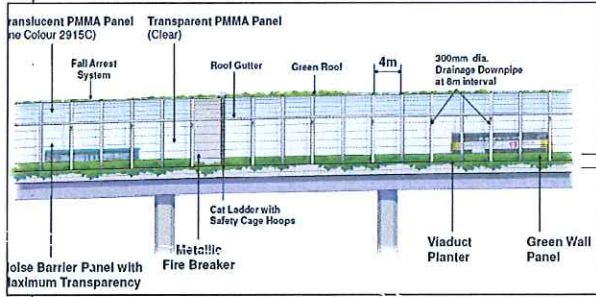 ranslucent PMMA Panel
ne Colour 2915C)
Transparent PMMA Panel
(Clear)
Fall Arrest
System
Roof Gutter
Green Roof
4m
300mm dia.
Drainage Downpipe
at 8m interval
Cat Ladder with
Safety Cage Hoops
Metallic
Fire Breaker
Viaduct
Planter
Green Wall
Panel
oise Barrier Panel with
aximum Transparency